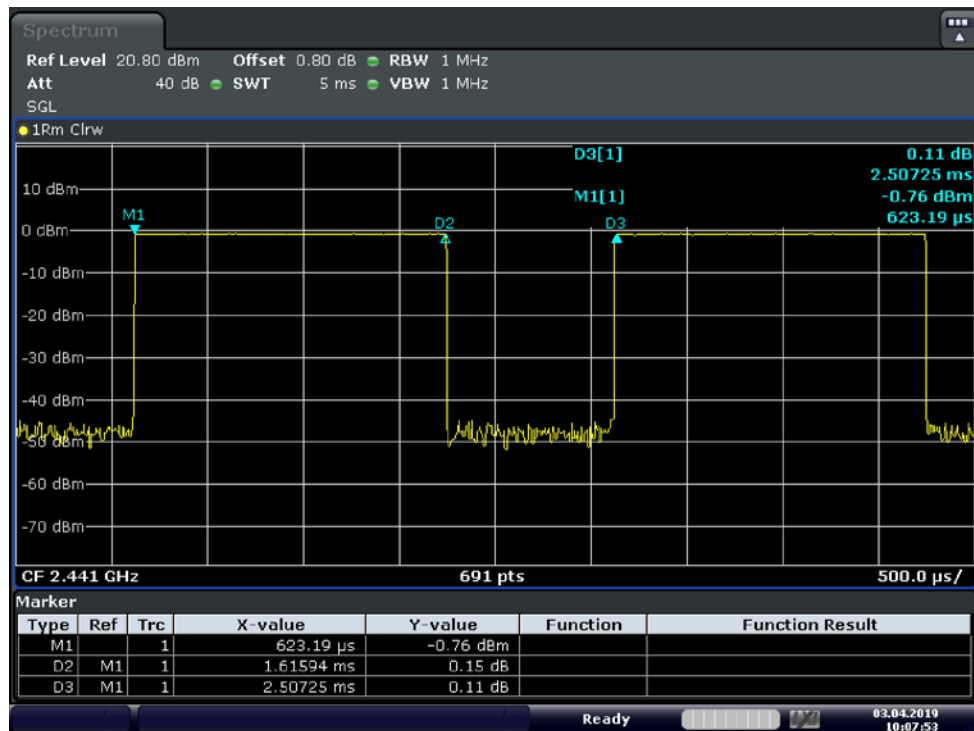 Spectrum
Ref Level 20.80 dBm Offset 0.80 dB RBW 1 MHz
Att 40 dB SWT 5 ms VBW 1 MHz
SGL
1Rm Clrw
D3[1] 0.11 dB
2.50725 ms
10 dBm
M1[1] -0.76 dBm
623.19 µs
M1
D2
D3
0 dBm
-10 dBm
-20 dBm
-30 dBm
-40 dBm
-50 dBm
-60 dBm
-70 dBm
CF 2.441 GHz 691 pts 500.0 µs/
Marker
Type Ref Trc X-value Y-value Function Function Result
M1 1 623.19 µs -0.76 dBm
D2 M1 1 1.61594 ms 0.15 dB
D3 M1 1 2.50725 ms 0.11 dB
Ready 03.04.2019
10:07:53